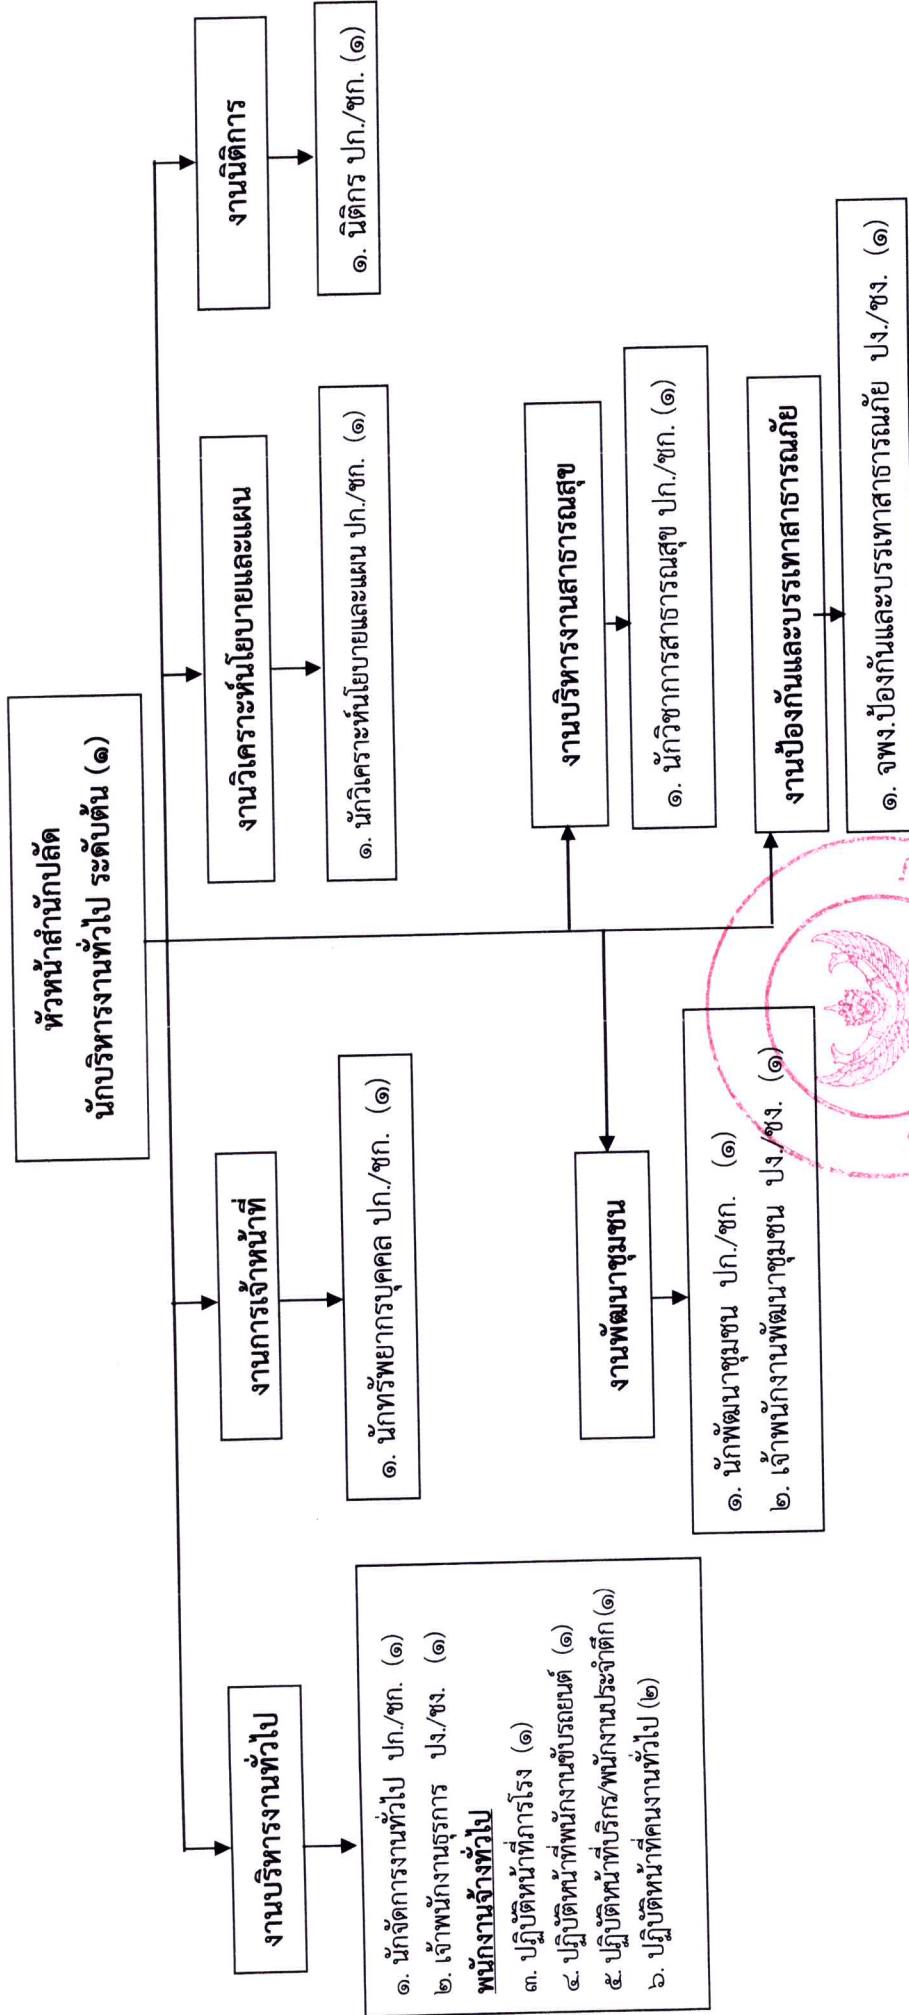 หัวหน้าสำนักปลัด
นักบริหารงานทั่วไป ระดับต้น (๑)
งานบริหารงานทั่วไป
๑. นักจัดการงานทั่วไป ปก./ชก. (๑)
๒. เจ้าพนักงานธุรการ ปง./ชง. (๑)
พนักงานจ้างทั่วไป
๓. ปฏิบัติหน้าที่ภารโรง (๑)
๔. ปฏิบัติหน้าที่พนักงานขับรถยนต์ (๑)
๕. ปฏิบัติหน้าที่บริกร/พนักงานประจำตึก (๑)
๖. ปฏิบัติหน้าที่คนงานทั่วไป (๒)
งานการเจ้าหน้าที่
๑. นักทรัพยากรบุคคล ปก./ชก. (๑)
งานวิเคราะห์นโยบายและแผน
๑. นักวิเคราะห์นโยบายและแผน ปก./ชก. (๑)
งานนิติการ
๑. นิติกร ปก./ชก. (๑)
งานพัฒนาชุมชน
๑. นักพัฒนาชุมชน ปก./ชก. (๑)
๒. เจ้าพนักงานพัฒนาชุมชน ปง./ชง. (๑)
งานบริหารงานสาธารณสุข
๑. นักวิชาการสาธารณสุข ปก./ชก. (๑)
งานป้องกันและบรรเทาสาธารณภัย
๑. จพง.ป้องกันและบรรเทาสาธารณภัย ปง./ชง. (๑)